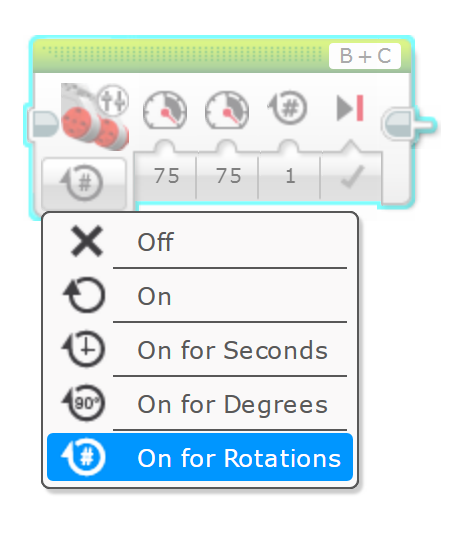 B + C
#
75 75 1
#
Off
On
On for Seconds
90° On for Degrees
# On for Rotations